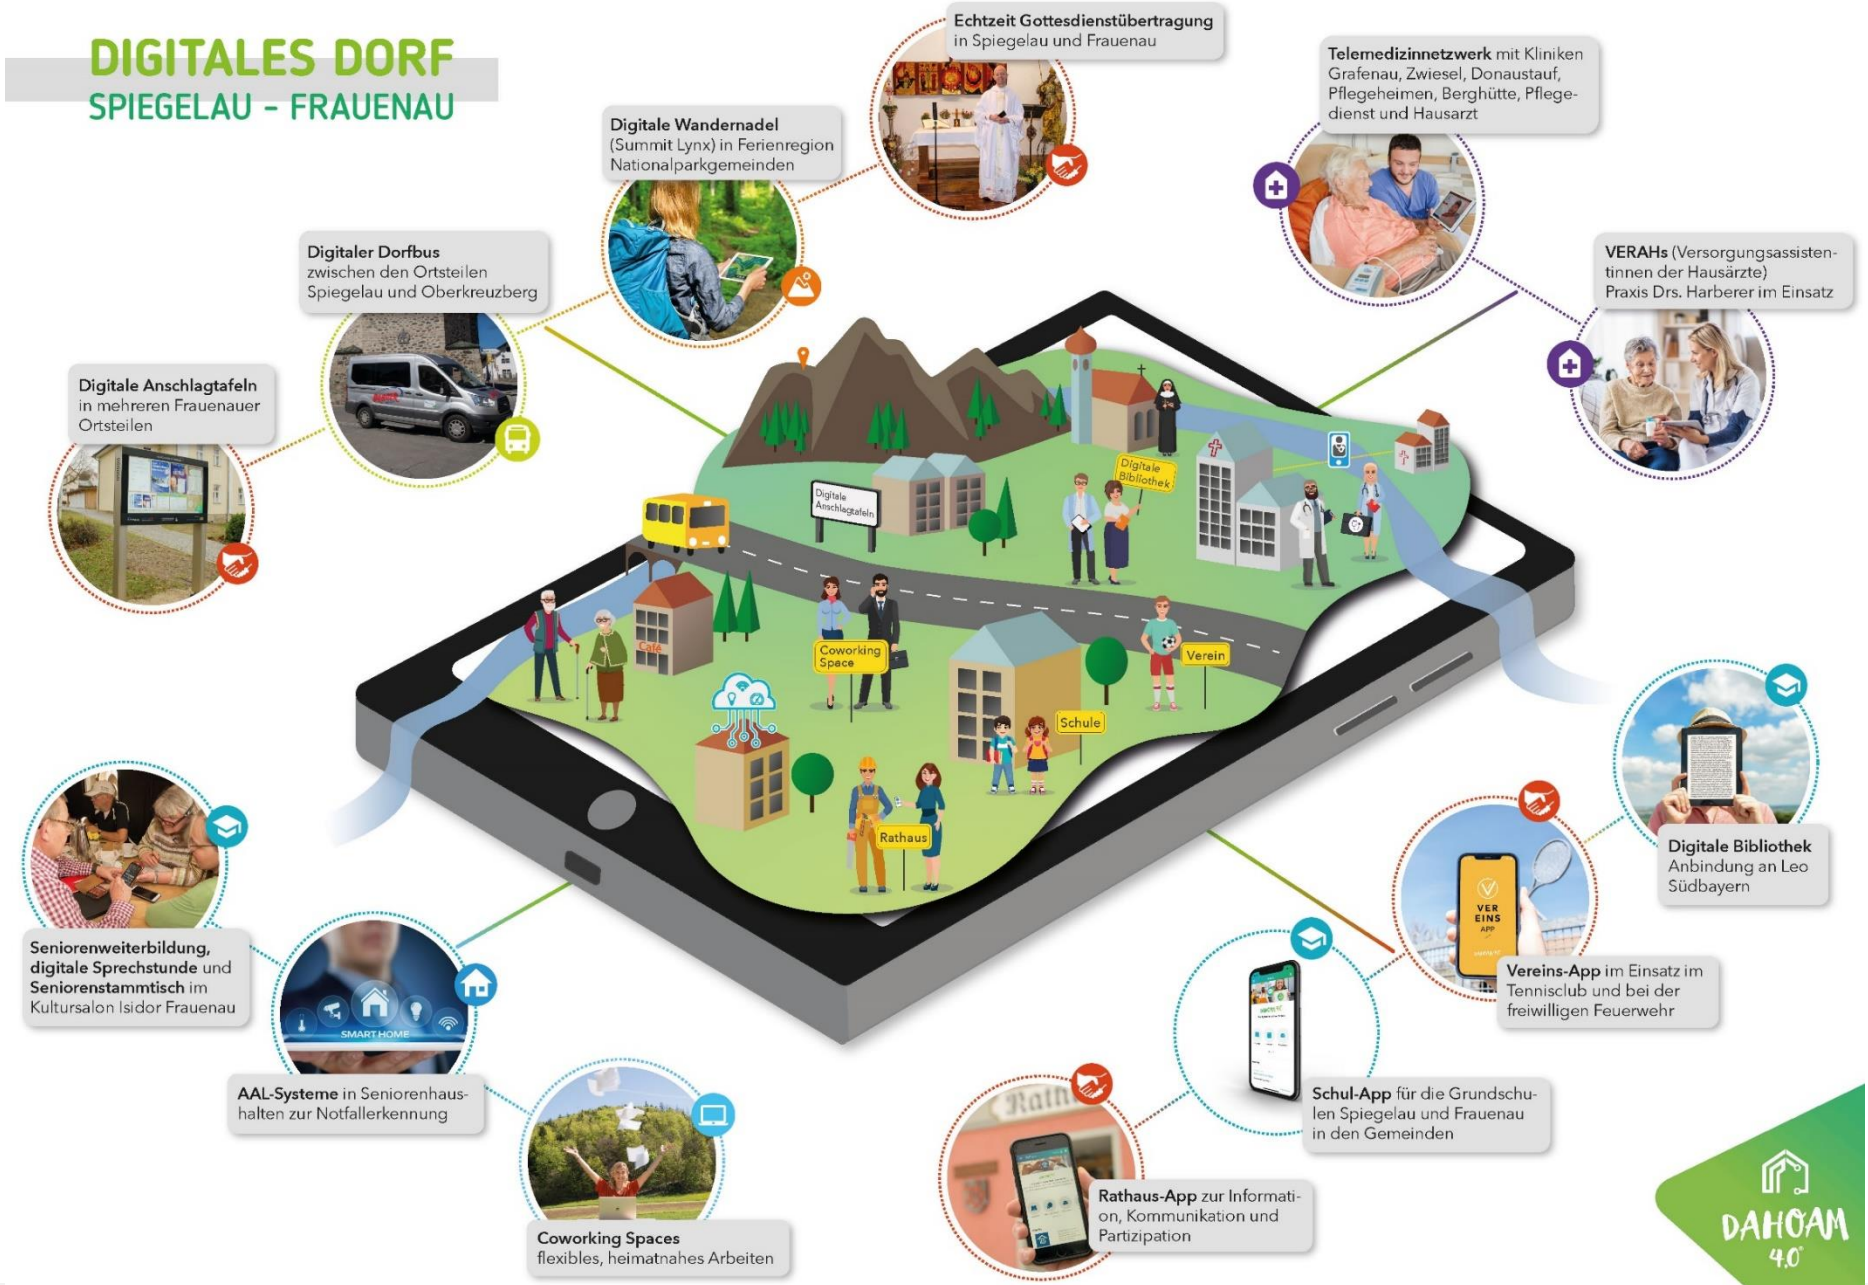 DIGITALES DORF
SPIEGELAU – FRAUENAU
Echtzeit Gottesdienstübertragung
in Spiegelau und Frauenau
Telemedizinnetzwerk mit Kliniken
Grafenau, Zwiesel, Donaustauf,
Pflegeheimen, Berghütte, Pflege-
dienst und Hausarzt
Digitale Wandernadel
(Summit Lynx) in Ferienregion
Nationalparkgemeinden
Digitaler Dorfbus
zwischen den Ortsteilen
Spiegelau und Oberkreuzberg
VERAHs (Versorgungsassisten-
tinnen der Hausärzte)
Praxis Drs. Harberer im Einsatz
Digitale Anschlagtafeln
in mehreren Frauenauer
Ortsteilen
Digitale
Bibliothek
Digitale
Anschlagtafeln
Café
Coworking
Space
Verein
Schule
Rathaus
Digitale Bibliothek
Anbindung an Leo
Südbayern
VER
EINS
APP
Vereins-App im Einsatz im
Tennisclub und bei der
freiwilligen Feuerwehr
Seniorenweiterbildung,
digitale Sprechstunde und
Seniorenstammtisch im
Kultursalon Isidor Frauenau
SMART HOME
AAL-Systeme in Seniorenhaus-
halten zur Notfallerkennung
Schul-App für die Grundschu-
len Spiegelau und Frauenau
in den Gemeinden
Coworking Spaces
flexibles, heimatnahes Arbeiten
Rathaus-App zur Informati-
on, Kommunikation und
Partizipation
DAHOAM
4.0